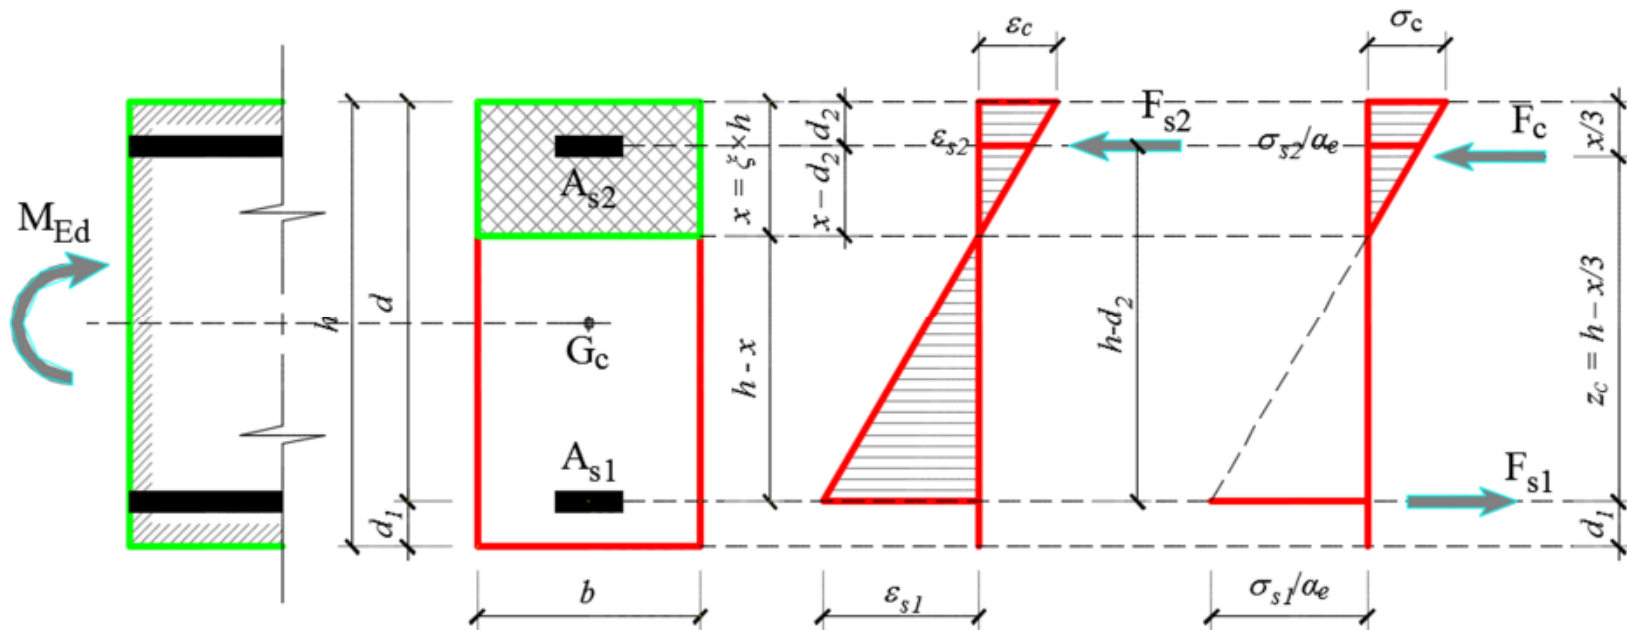 M_Ed
h
d
d_1
A_s2
G_c
A_s1
b
x = ξ×h
h - x
d_2
x − d_2
ε_c
ε_s2
ε_s1
F_s2
h-d_2
σ_c
σ_s2/α_e
F_c
F_s1
σ_s1/α_e
x/3
z_c = h − x/3
d_1